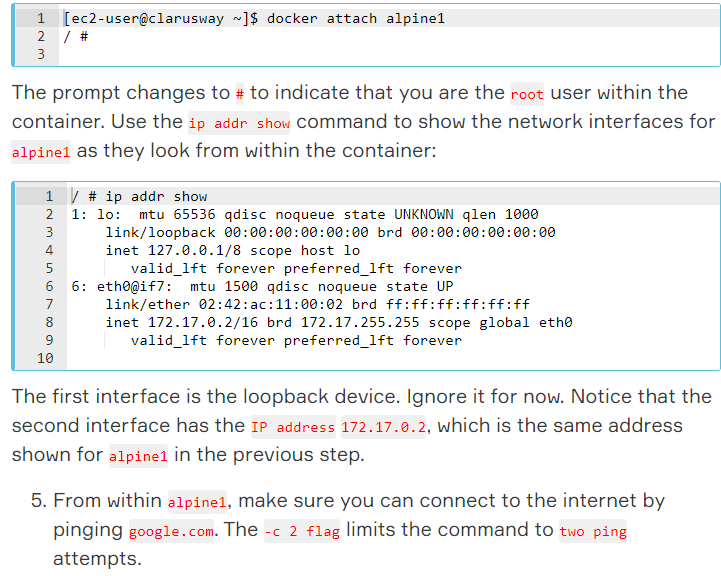 1 [ec2-user@clarusway ~]$ docker attach alpine1
2 / #
3
The prompt changes to # to indicate that you are the root user within the
container. Use the ip addr show command to show the network interfaces for
alpine1 as they look from within the container:
1 / # ip addr show
2 1: lo:  mtu 65536 qdisc noqueue state UNKNOWN qlen 1000
3     link/loopback 00:00:00:00:00:00 brd 00:00:00:00:00:00
4     inet 127.0.0.1/8 scope host lo
5        valid_lft forever preferred_lft forever
6 6: eth0@if7:  mtu 1500 qdisc noqueue state UP
7     link/ether 02:42:ac:11:00:02 brd ff:ff:ff:ff:ff:ff
8     inet 172.17.0.2/16 brd 172.17.255.255 scope global eth0
9        valid_lft forever preferred_lft forever
10
The first interface is the loopback device. Ignore it for now. Notice that the
second interface has the IP address 172.17.0.2, which is the same address
shown for alpine1 in the previous step.
5. From within alpine1, make sure you can connect to the internet by
pinging google.com. The -c 2 flag limits the command to two ping
attempts.